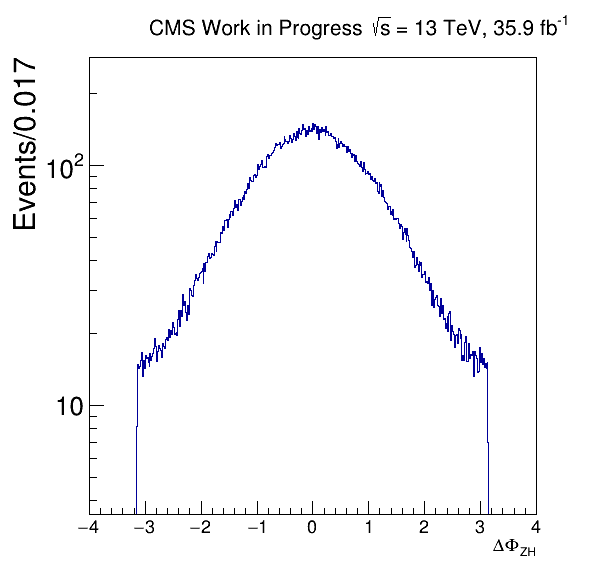 CMS Work in Progress √s = 13 TeV, 35.9 fb⁻¹
Events/0.017
10²
10
−4 −3 −2 −1 0 1 2 3 4
ΔΦ_ZH